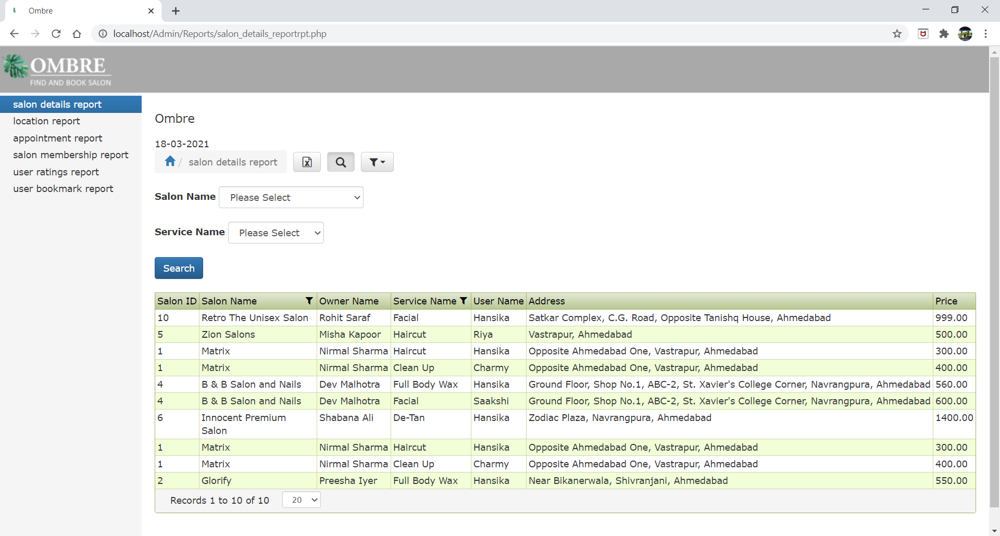 Ombre
localhost/Admin/Reports/salon_details_reportrpt.php
OMBRE
FIND AND BOOK SALON
salon details report
location report
appointment report
salon membership report
user ratings report
user bookmark report
Ombre
18-03-2021
/ salon details report
Salon Name Please Select
Service Name Please Select
Search
Salon ID Salon Name Owner Name Service Name User Name Address Price
10 Retro The Unisex Salon Rohit Saraf Facial Hansika Satkar Complex, C.G. Road, Opposite Tanishq House, Ahmedabad 999.00
5 Zion Salons Misha Kapoor Haircut Riya Vastrapur, Ahmedabad 500.00
1 Matrix Nirmal Sharma Haircut Hansika Opposite Ahmedabad One, Vastrapur, Ahmedabad 300.00
1 Matrix Nirmal Sharma Clean Up Charmy Opposite Ahmedabad One, Vastrapur, Ahmedabad 400.00
4 B & B Salon and Nails Dev Malhotra Full Body Wax Hansika Ground Floor, Shop No.1, ABC-2, St. Xavier's College Corner, Navrangpura, Ahmedabad 560.00
4 B & B Salon and Nails Dev Malhotra Facial Saakshi Ground Floor, Shop No.1, ABC-2, St. Xavier's College Corner, Navrangpura, Ahmedabad 600.00
6 Innocent Premium Shabana Ali De-Tan Hansika Zodiac Plaza, Navrangpura, Ahmedabad 1400.00
Salon
1 Matrix Nirmal Sharma Haircut Hansika Opposite Ahmedabad One, Vastrapur, Ahmedabad 300.00
1 Matrix Nirmal Sharma Clean Up Charmy Opposite Ahmedabad One, Vastrapur, Ahmedabad 400.00
2 Glorify Preesha Iyer Full Body Wax Hansika Near Bikanerwala, Shivranjani, Ahmedabad 550.00
Records 1 to 10 of 10 20